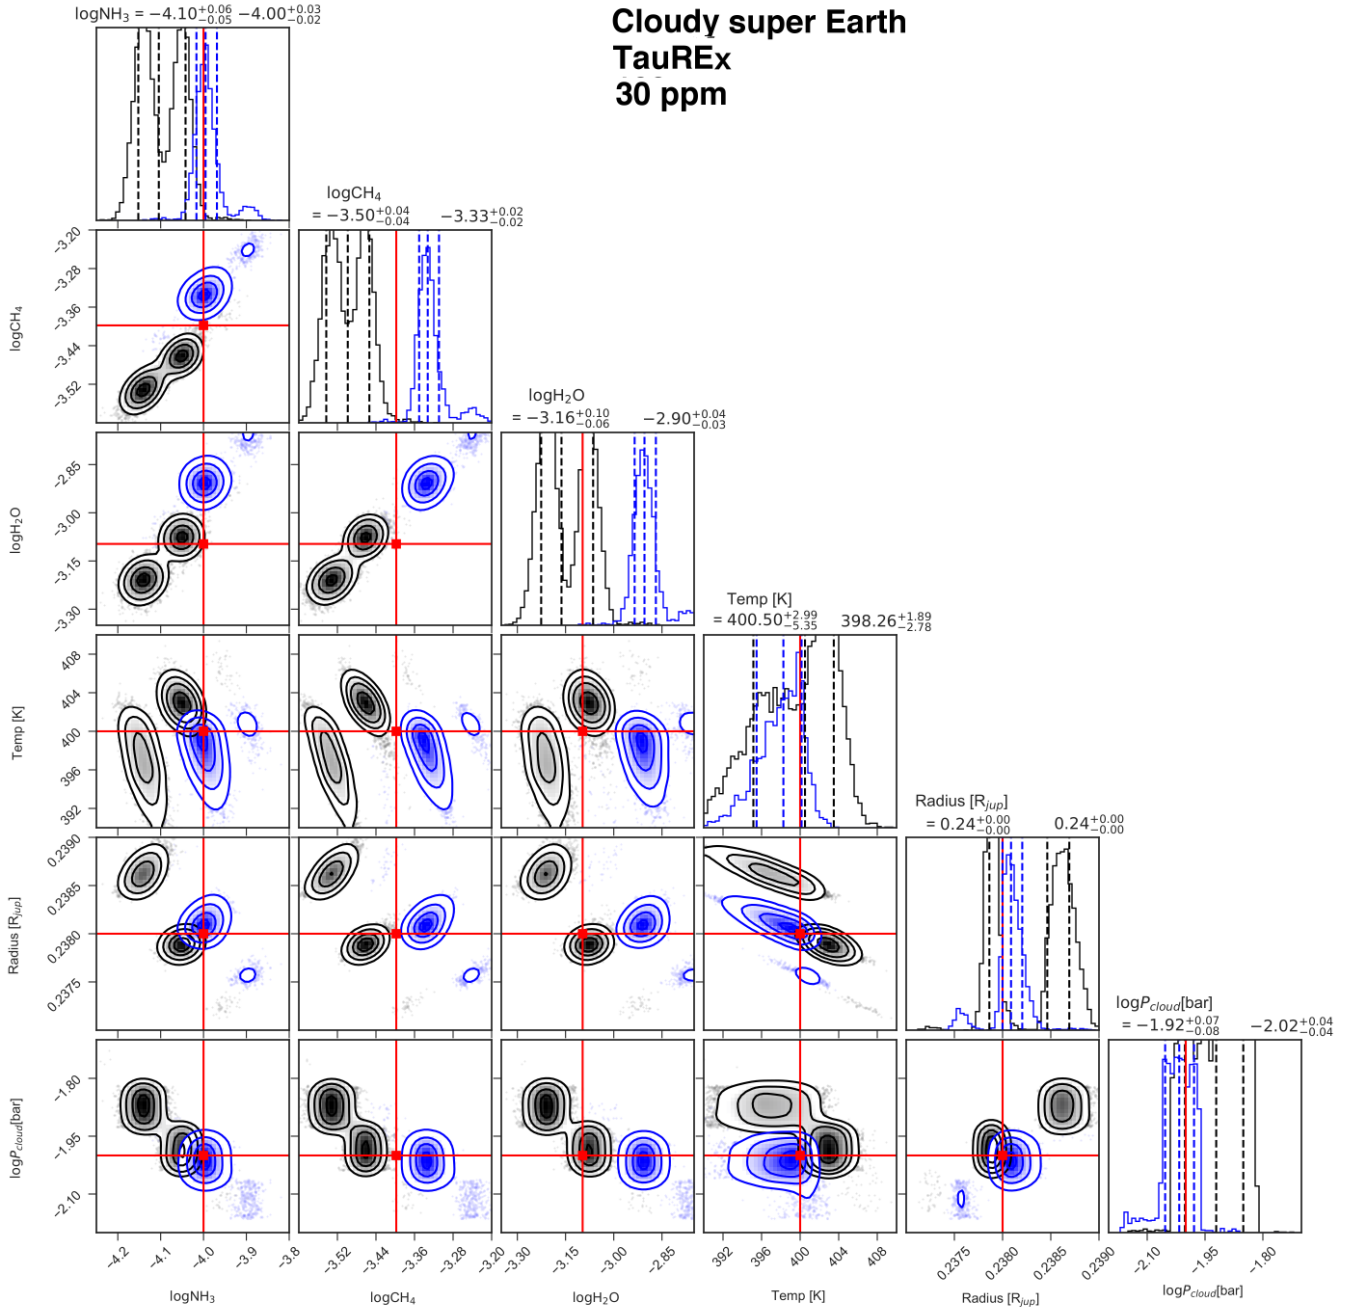 Cloudy super Earth
TauREx
30 ppm
logNH₃ = −4.10+0.06−0.05 −4.00+0.03−0.02
logCH₄
= −3.50+0.04−0.04 −3.33+0.02−0.02
logH₂O
= −3.16+0.10−0.06 −2.90+0.04−0.03
Temp [K]
= 400.50+2.99−5.35 398.26+1.89−2.78
Radius [R_jup]
= 0.24+0.00−0.00 0.24+0.00−0.00
logP_cloud[bar]
= −1.92+0.07−0.08 −2.02+0.04−0.04
logCH₄
−3.20
−3.28
−3.36
−3.44
−3.52
logH₂O
−2.85
−3.00
−3.15
−3.30
Temp [K]
408
404
400
396
392
Radius [R_jup]
0.2390
0.2385
0.2380
0.2375
logP_cloud[bar]
−1.80
−1.95
−2.10
−4.2 −4.1 −4.0 −3.9 −3.8
−3.52 −3.44 −3.36 −3.28 −3.20
−3.30 −3.15 −3.00 −2.85
392 396 400 404 408
0.2375 0.2380 0.2385 0.2390
−2.10 −1.95 −1.80
logNH₃ logCH₄ logH₂O Temp [K] Radius [R_jup] logP_cloud[bar]